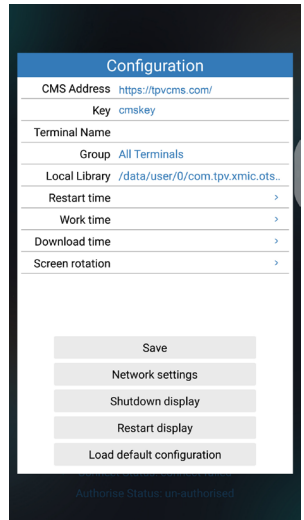 Configuration
CMS Address https://tpvcms.com/
Key cmskey
Terminal Name
Group All Terminals
Local Library /data/user/0/com.tpv.xmic.ots..
Restart time >
Work time >
Download time >
Screen rotation >
Save
Network settings
Shutdown display
Restart display
Load default configuration
Authorise Status: un-authorised